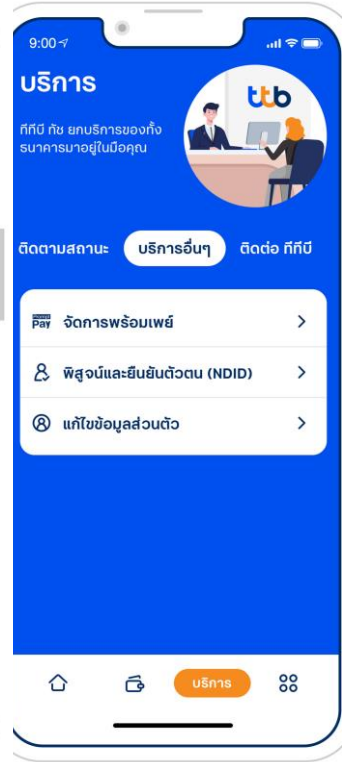 9:00
บริการ
ttb
ทีทีบี ทัช ยกบริการของทั้ง
ธนาคารมาอยู่ในมือคุณ
ติดตามสถานะ บริการอื่นๆ ติดต่อ ทีทีบี
Prompt
Pay จัดการพร้อมเพย์
พิสูจน์และยืนยันตัวตน (NDID)
แก้ไขข้อมูลส่วนตัว
บริการ